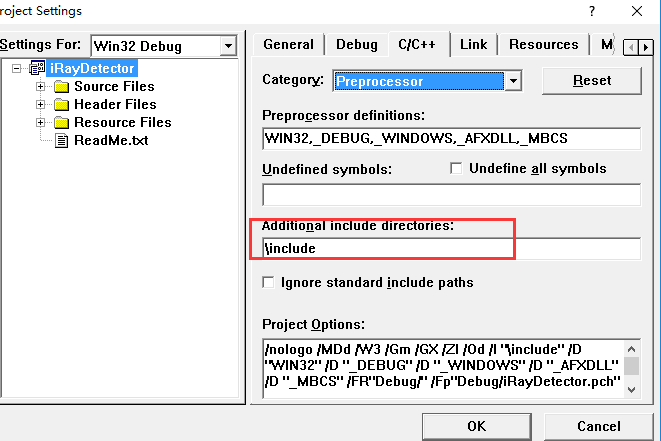 roject Settings
?
Settings For:
Win32 Debug
iRayDetector
Source Files
Header Files
Resource Files
ReadMe.txt
General
Debug
C/C++
Link
Resources
M
Category:
Preprocessor
Reset
Preprocessor definitions:
WIN32,_DEBUG,_WINDOWS,_AFXDLL,_MBCS
Undefined symbols:
Undefine all symbols
Additional include directories:
\include
Ignore standard include paths
Project Options:
/nologo /MDd /W3 /Gm /GX /ZI /Od /I "\include" /D
"WIN32" /D "_DEBUG" /D "_WINDOWS" /D "_AFXDLL"
/D "_MBCS" /FR"Debug/" /Fp"Debug/iRayDetector.pch"
OK
Cancel